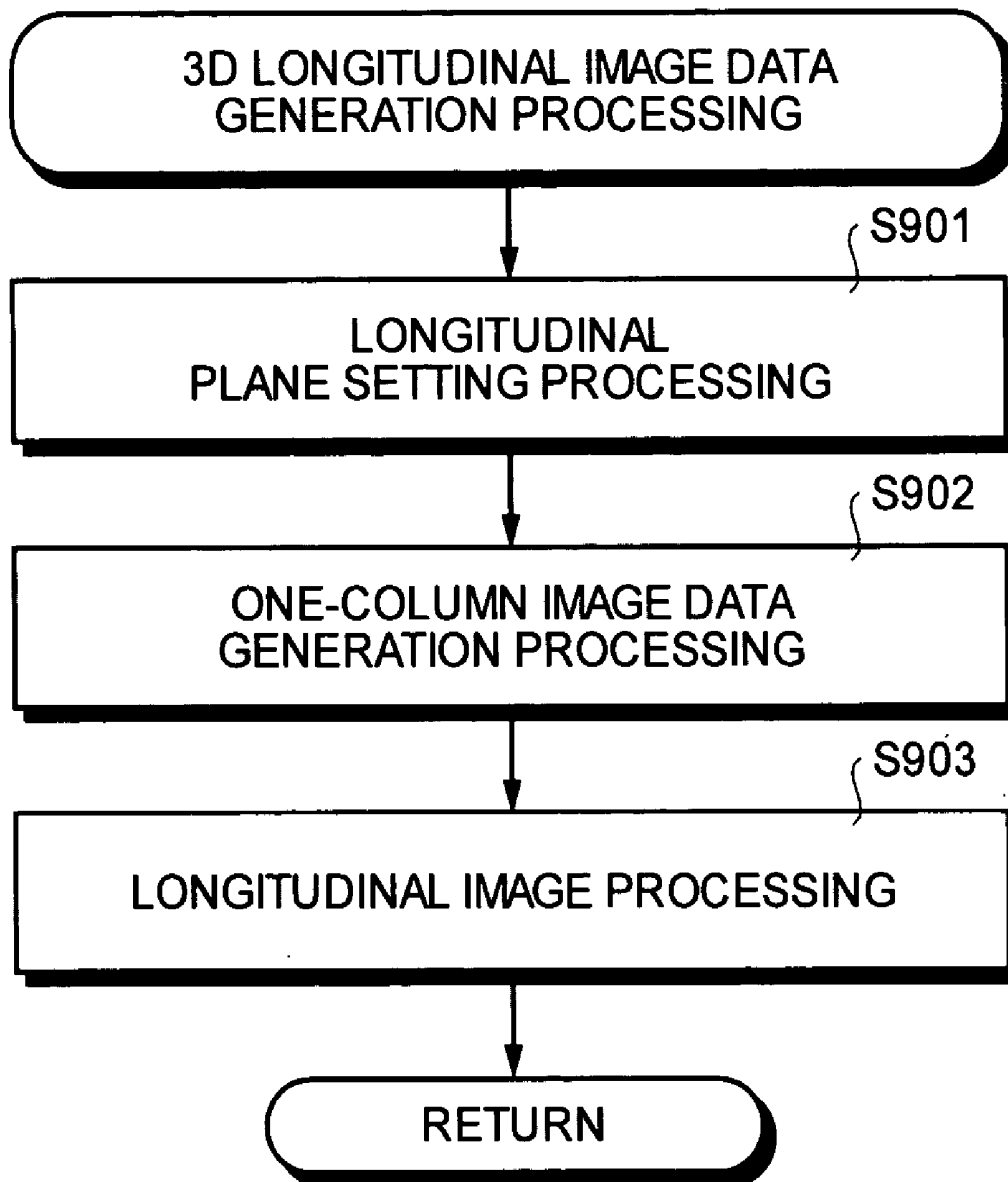 3D LONGITUDINAL IMAGE DATA
GENERATION PROCESSING
S901
LONGITUDINAL
PLANE SETTING PROCESSING
S902
ONE-COLUMN IMAGE DATA
GENERATION PROCESSING
S903
LONGITUDINAL IMAGE PROCESSING
RETURN